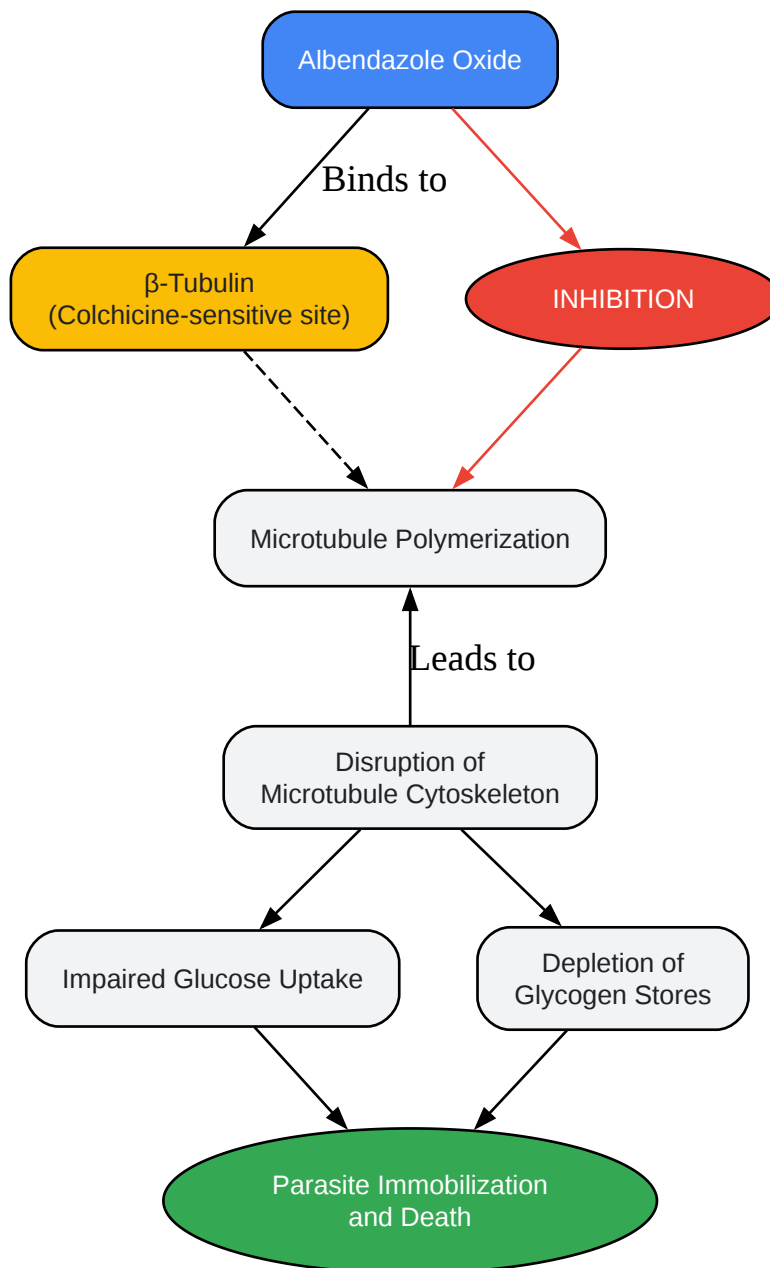 Albendazole Oxide
Binds to
β-Tubulin
(Colchicine-sensitive site)
INHIBITION
Microtubule Polymerization
Leads to
Disruption of
Microtubule Cytoskeleton
Impaired Glucose Uptake
Depletion of
Glycogen Stores
Parasite Immobilization
and Death